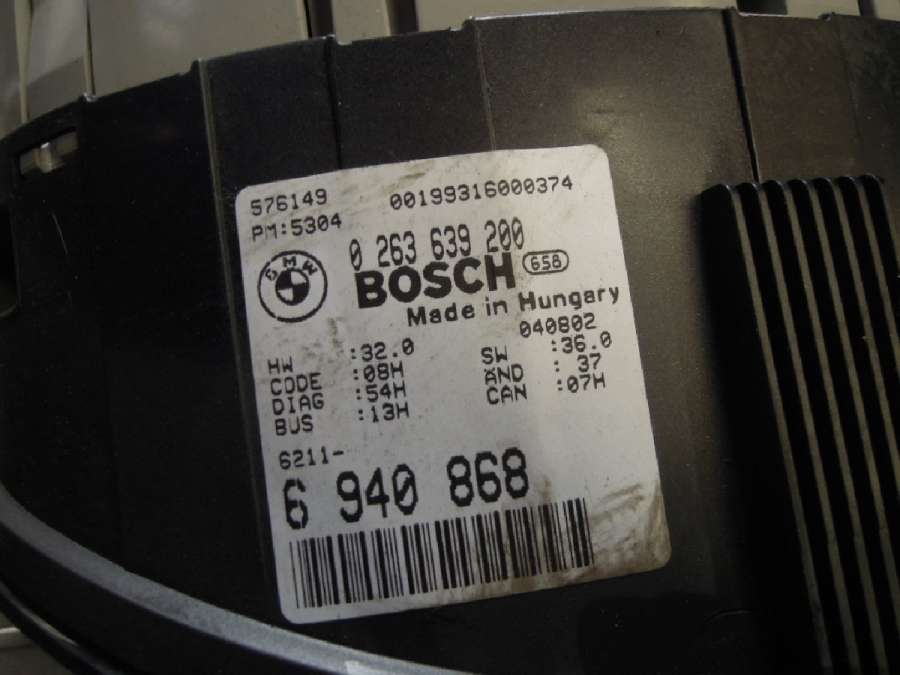 576149 00199316000374
PM:5304
0 263 639 200
BMW
BOSCH 658
Made in Hungary
040802
HW :32.0 SW :36.0
CODE :08H AND : 37
DIAG :54H CAN :07H
BUS :13H
6211-
6 940 868